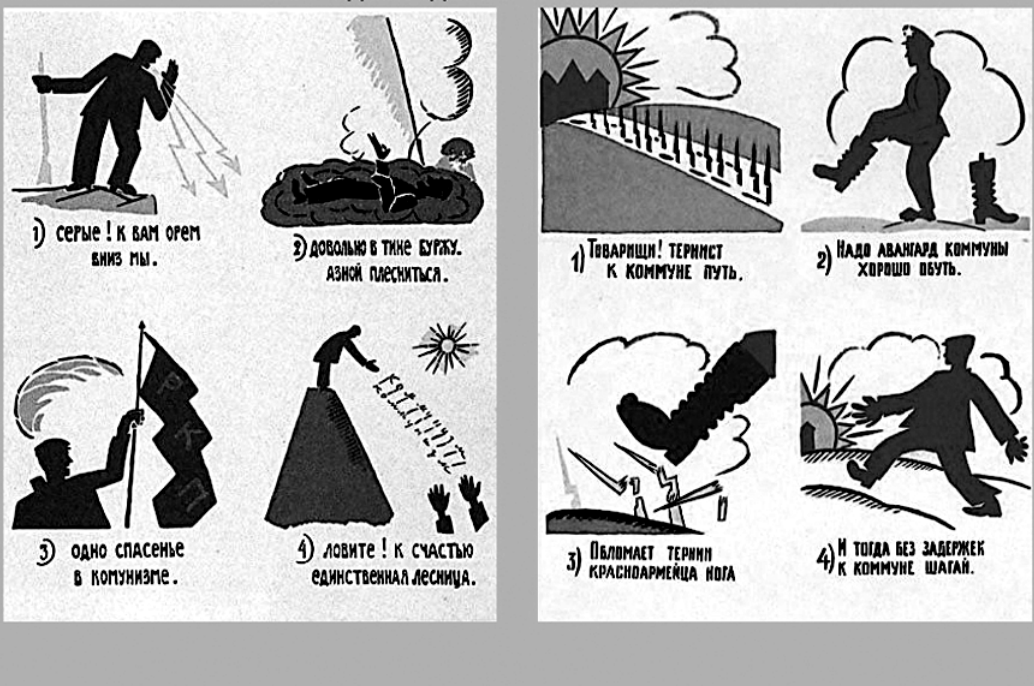 1) СЕРЫЕ! К ВАМ ОРЕМ
ВНИЗ МЫ.
2) ДОВОЛЬНО В ТИНЕ БУРЖУ.
АЗНОЙ ПЛЕСНИТЬСЯ.
РКП
3) ОДНО СПАСЕНЬЕ
В КОМУНИЗМЕ.
4) ЛОВИТЕ! К СЧАСТЬЮ
ЕДИНСТВЕННАЯ ЛЕСНИЦА.
1) ТОВАРИЩИ! ТЕРНИСТ
К КОММУНЕ ПУТЬ.
2) НАДО АВАНГАРД КОММУНЫ
ХОРОШО ОБУТЬ.
3) ОБЛОМАЕТ ТЕРНИИ
КРАСНОАРМЕЙЦА НОГА
4) И ТОГДА БЕЗ ЗАДЕРЖЕК
К КОММУНЕ ШАГАЙ.